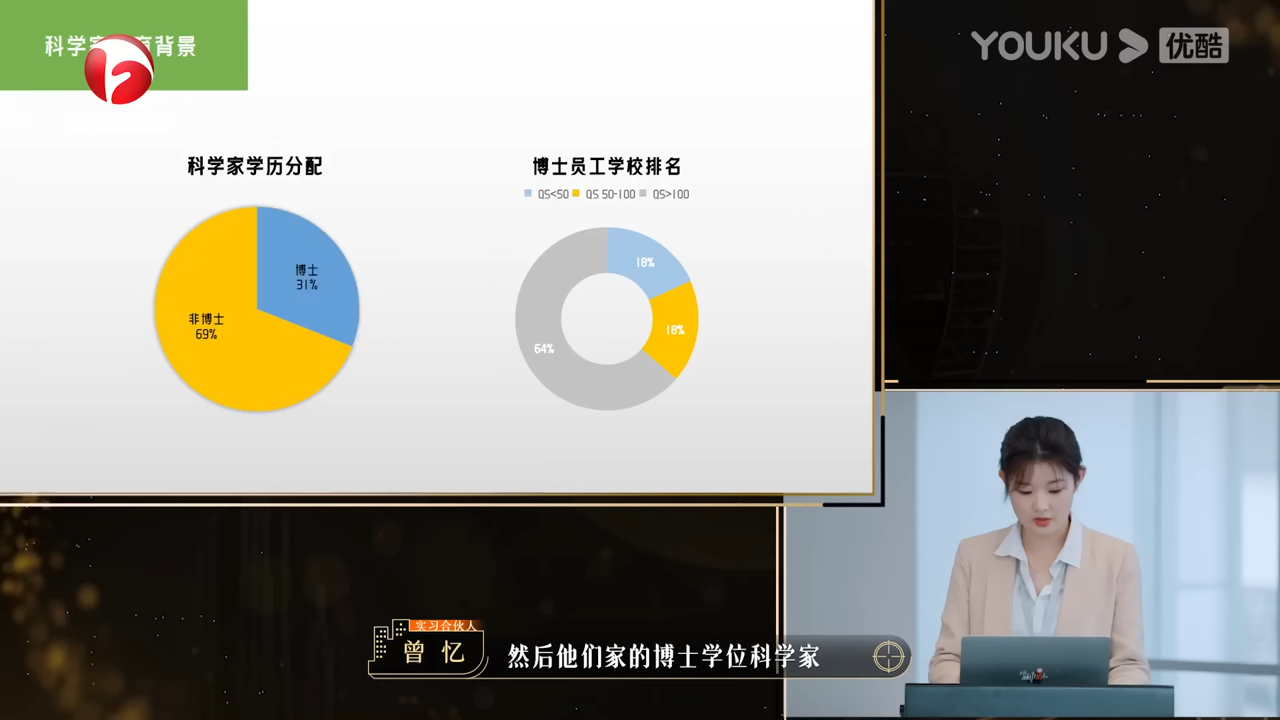 科学家 育背景
YOUKU 优酷
科学家学历分配
博士
31%
非博士
69%
博士员工学校排名
QS<50 QS 50-100 QS>100
18%
18%
64%
实习合伙人
曾忆
然后他们家的博士学位科学家